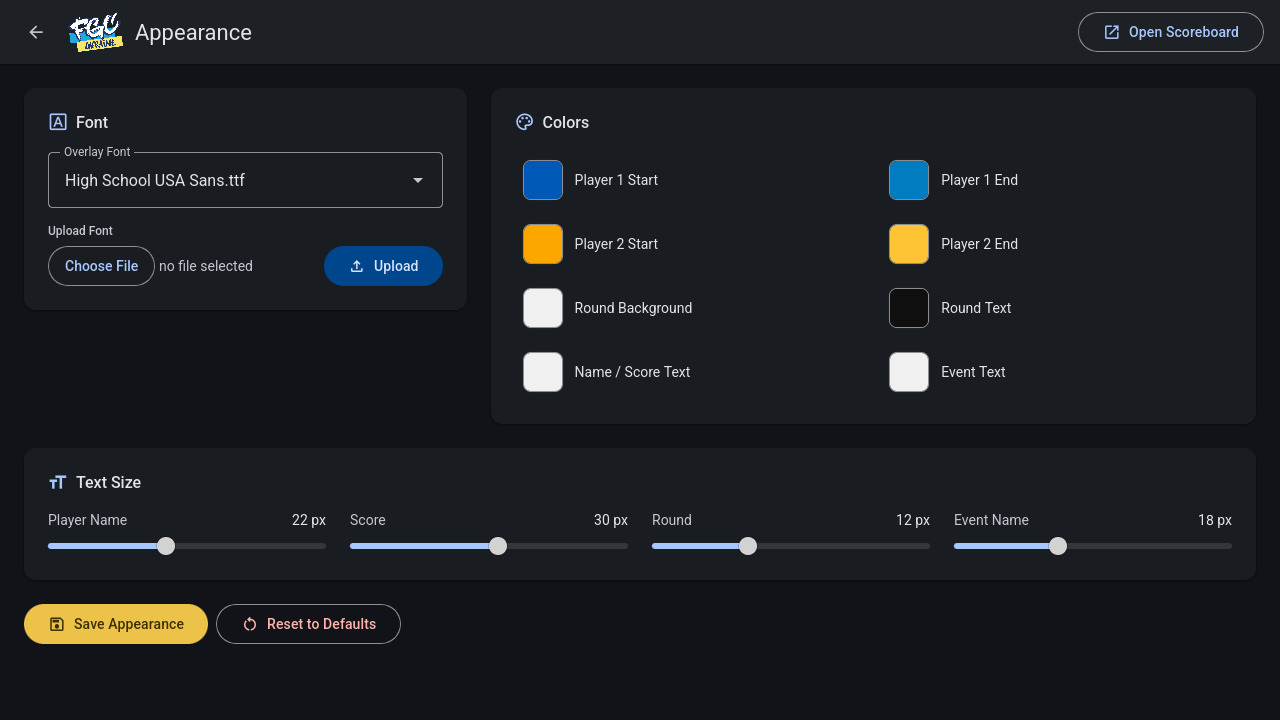 FGC
UKRAINE
Appearance
Open Scoreboard
Font
Overlay Font
High School USA Sans.ttf
Upload Font
Choose File no file selected
Upload
Colors
Player 1 Start
Player 1 End
Player 2 Start
Player 2 End
Round Background
Round Text
Name / Score Text
Event Text
Text Size
Player Name 22 px
Score 30 px
Round 12 px
Event Name 18 px
Save Appearance
Reset to Defaults